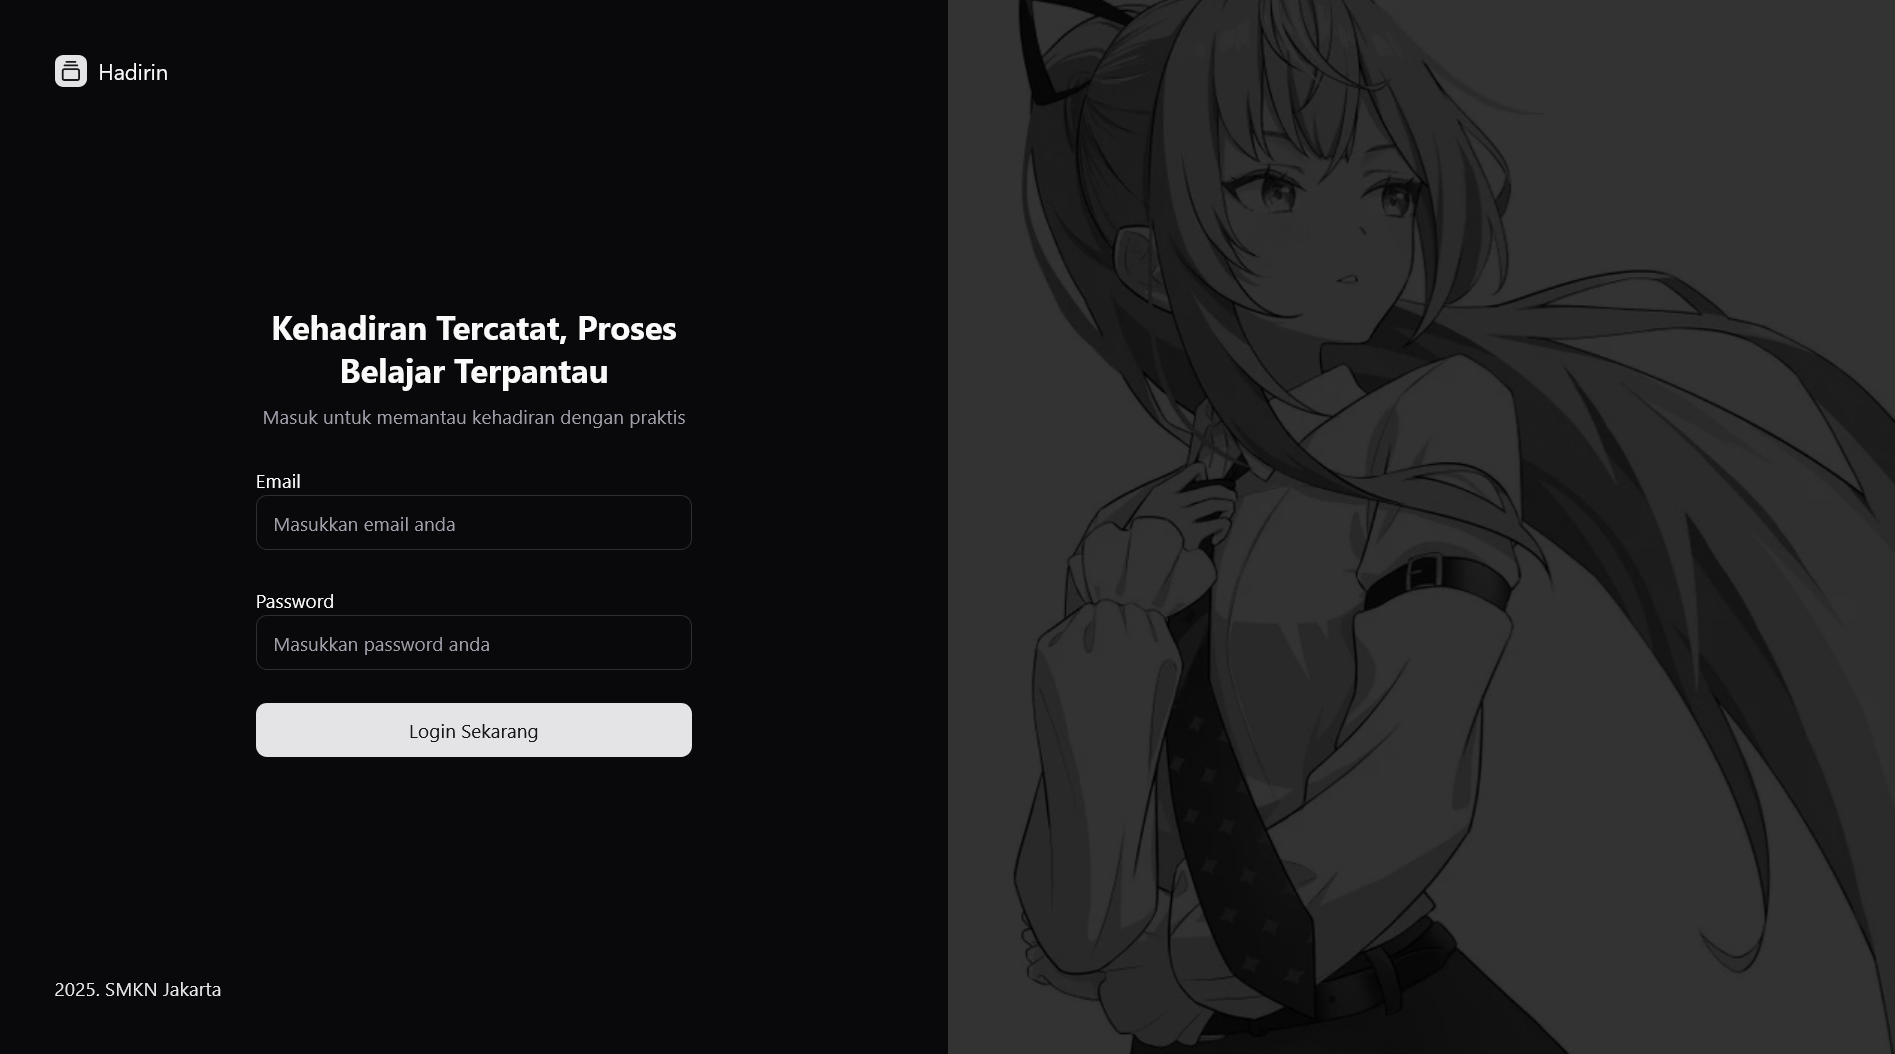 Hadirin
Kehadiran Tercatat, Proses
Belajar Terpantau
Masuk untuk memantau kehadiran dengan praktis
Email
Masukkan email anda
Password
Masukkan password anda
Login Sekarang
2025. SMKN Jakarta